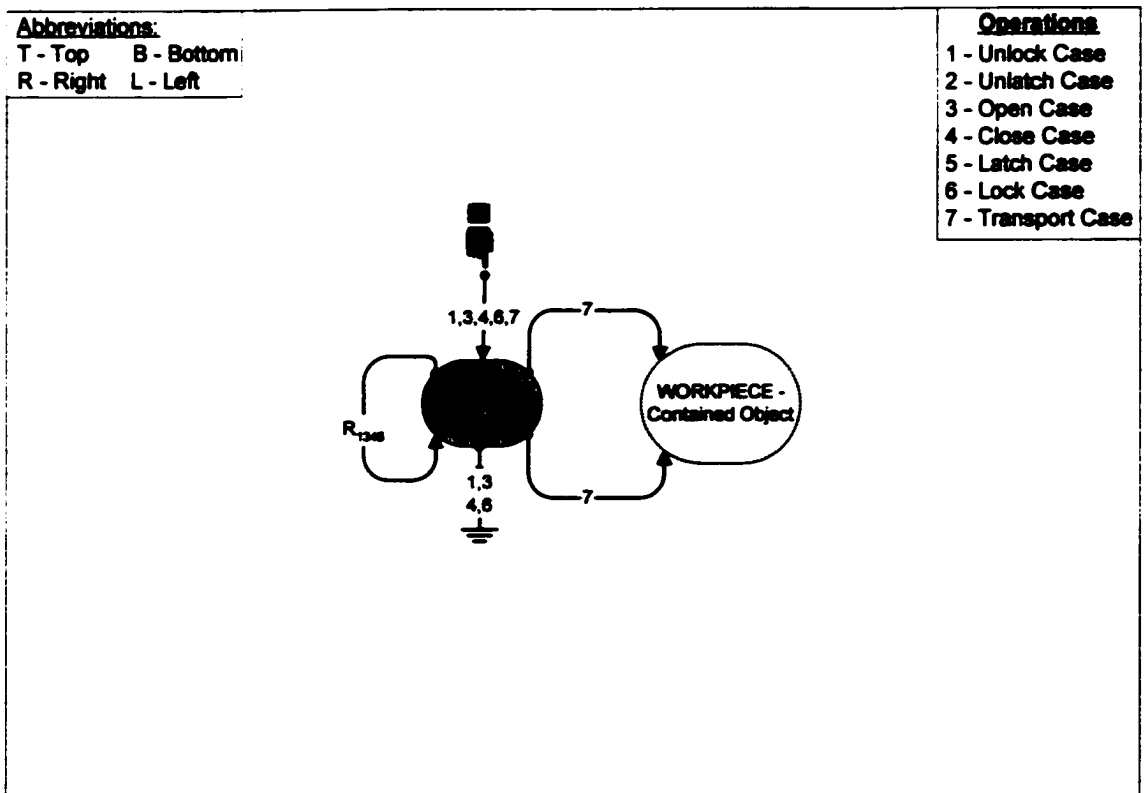 Abbreviations:
T - Top B - Bottom
R - Right L - Left
Operations
1 - Unlock Case
2 - Unlatch Case
3 - Open Case
4 - Close Case
5 - Latch Case
6 - Lock Case
7 - Transport Case
1,3,4,6,7
7
WORKPIECE -
Contained Object
R1346
1,3
4,6
7